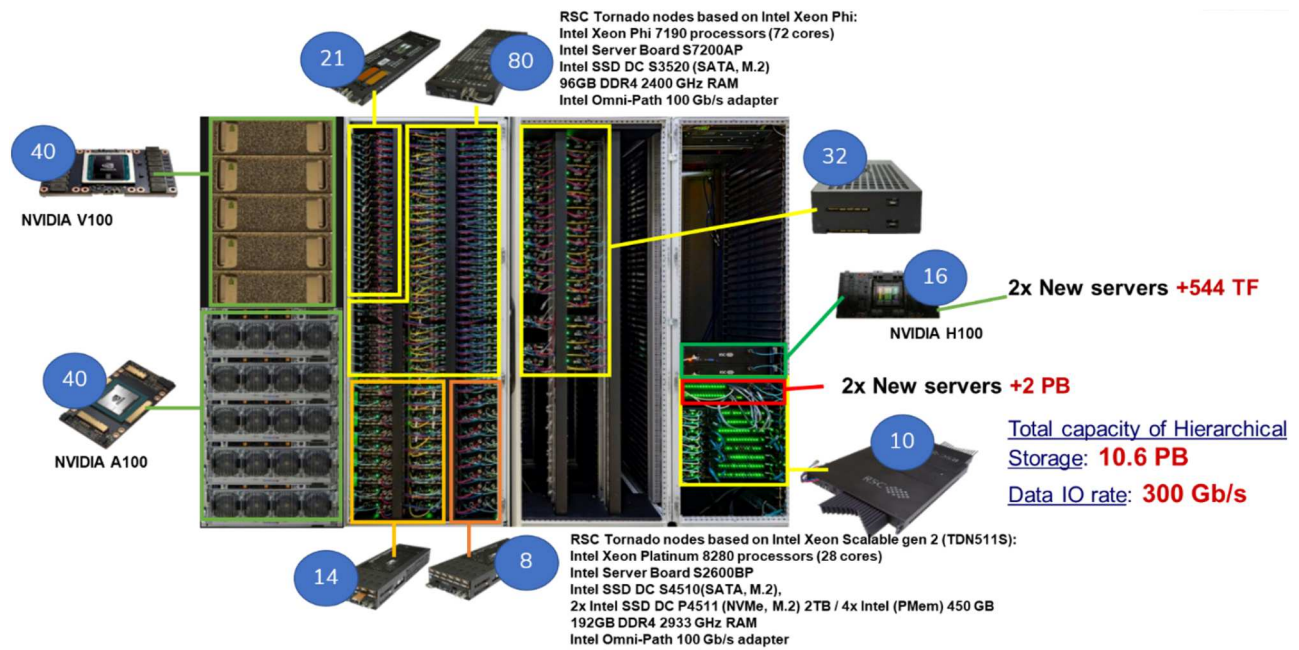 RSC Tornado nodes based on Intel Xeon Phi:
Intel Xeon Phi 7190 processors (72 cores)
Intel Server Board S7200AP
Intel SSD DC S3520 (SATA, M.2)
96GB DDR4 2400 GHz RAM
Intel Omni-Path 100 Gb/s adapter
21
80
40
NVIDIA V100
32
16
NVIDIA H100
2x New servers +544 TF
40
NVIDIA A100
2x New servers +2 PB
10
RSC
Total capacity of Hierarchical
Storage: 10.6 PB
Data IO rate: 300 Gb/s
14
8
RSC Tornado nodes based on Intel Xeon Scalable gen 2 (TDN511S):
Intel Xeon Platinum 8280 processors (28 cores)
Intel Server Board S2600BP
Intel SSD DC S4510(SATA, M.2),
2x Intel SSD DC P4511 (NVMe, M.2) 2TB / 4x Intel (PMem) 450 GB
192GB DDR4 2933 GHz RAM
Intel Omni-Path 100 Gb/s adapter